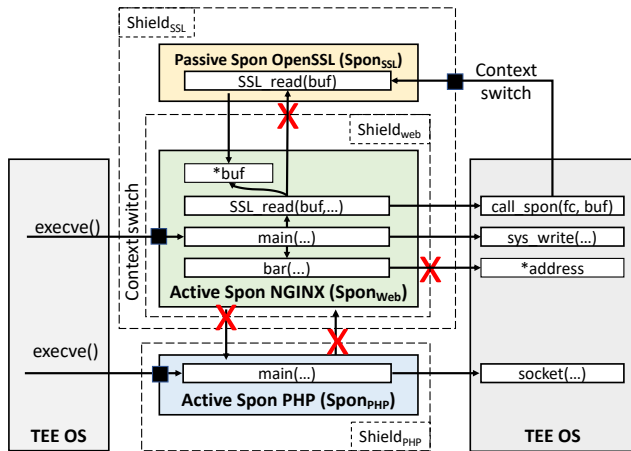 Shield_SSL
Passive Spon OpenSSL (Spon_SSL)
SSL_read(buf)
Context
switch
Shield_web
*buf
SSL_read(buf,...)
call_spon(fc, buf)
execve()
Context switch
main(...)
sys_write(...)
bar(...)
*address
Active Spon NGINX (Spon_Web)
execve()
main(...)
socket(...)
Active Spon PHP (Spon_PHP)
TEE OS
Shield_PHP
TEE OS